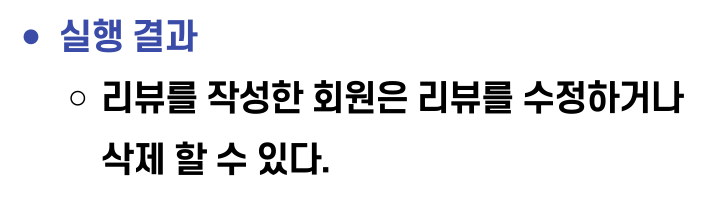 • 실행 결과
○ 리뷰를 작성한 회원은 리뷰를 수정하거나
삭제 할 수 있다.